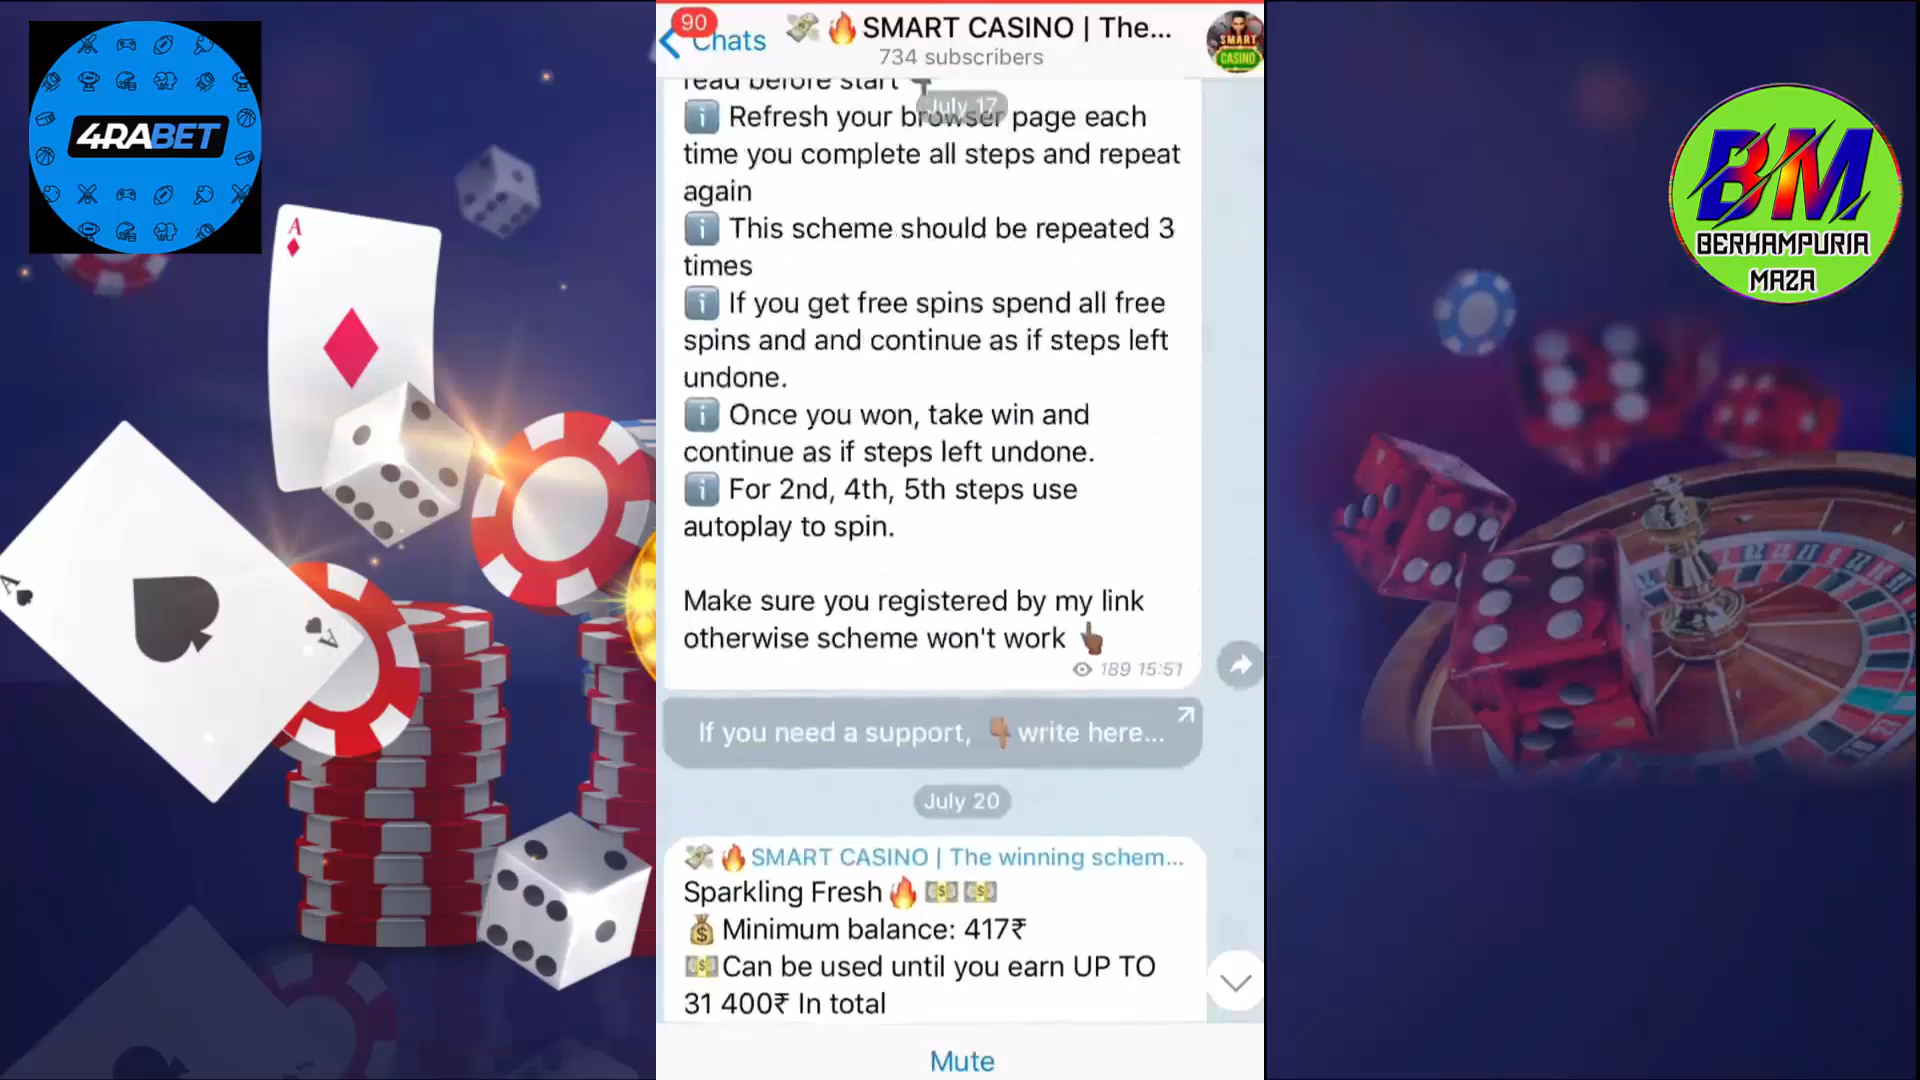 90
Chats
SMART CASINO | The...
734 subscribers
SMART
CASINO
4RABET
BM
BERHAMPURIA
MAZA
read before start
July 17
Refresh your browser page each
time you complete all steps and repeat
again
This scheme should be repeated 3
times
If you get free spins spend all free
spins and and continue as if steps left
undone.
Once you won, take win and
continue as if steps left undone.
For 2nd, 4th, 5th steps use
autoplay to spin.
Make sure you registered by my link
otherwise scheme won't work
189 15:51
If you need a support, write here...
July 20
SMART CASINO | The winning schem...
Sparkling Fresh
Minimum balance: 417₹
Can be used until you earn UP TO
31 400₹ In total
Mute
A
A
A